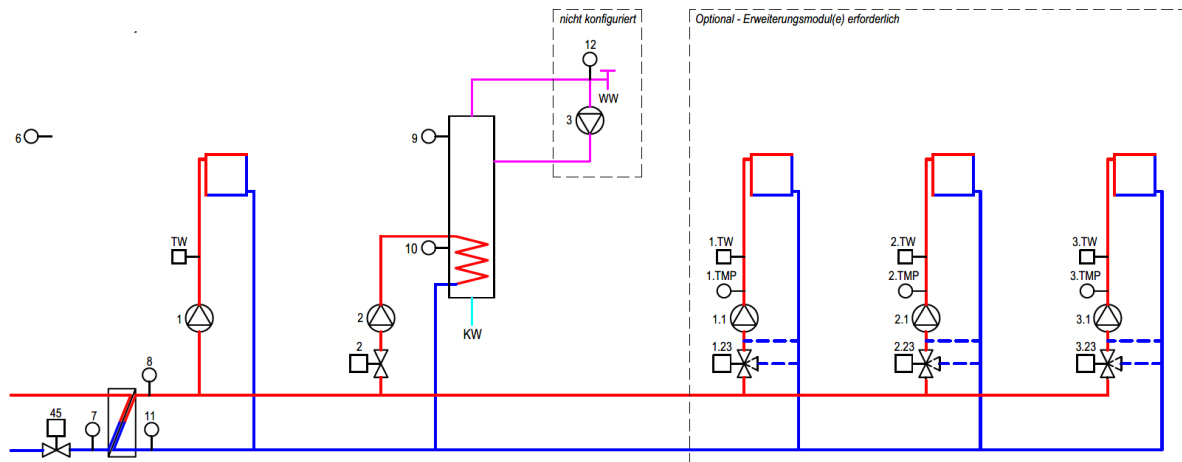 nicht konfiguriert
Optional - Erweiterungsmodul(e) erforderlich
12
WW
3
6
9
TW
10
1.TW
2.TW
3.TW
1.TMP
2.TMP
3.TMP
1
2
1.1
2.1
3.1
KW
2
1.23
2.23
3.23
8
45
7
11